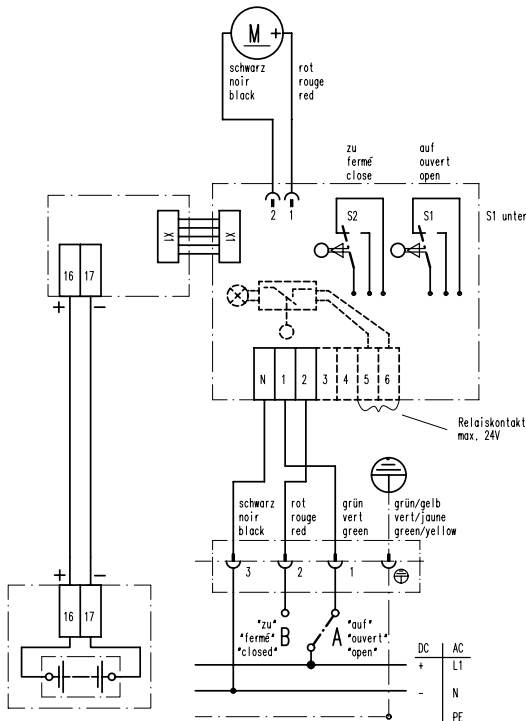 M +
schwarz
noir
black
rot
rouge
red
zu
fermé
close
auf
ouvert
open
2 1
S2
S1
S1 unter
X1
X1
16 17
+ −
N 1 2 3 4 5 6
Relaiskontakt
max. 24V
schwarz
noir
black
rot
rouge
red
grün
vert
green
grün/gelb
vert/jaune
green/yellow
3 2 1
+ −
16 17
"zu"
"fermé"
"closed"
B
A
"auf"
"ouvert"
"open"
DC AC
+ L1
- N
PE